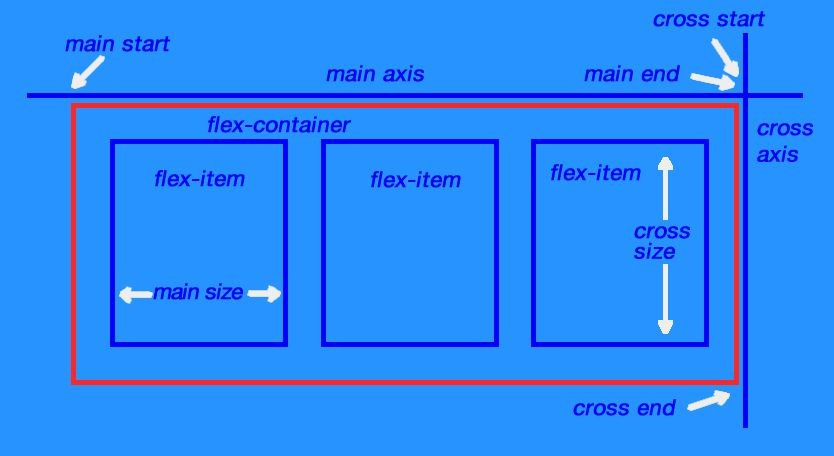 cross start
main start
main axis
main end
flex-container
cross
axis
flex-item
flex-item
flex-item
cross
size
main size
cross end